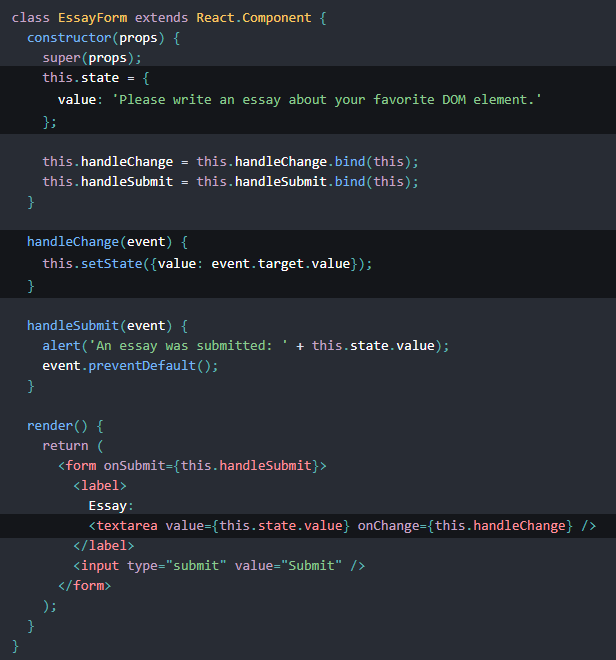 class EssayForm extends React.Component {
  constructor(props) {
    super(props);
    this.state = {
      value: 'Please write an essay about your favorite DOM element.'
    };

    this.handleChange = this.handleChange.bind(this);
    this.handleSubmit = this.handleSubmit.bind(this);
  }

  handleChange(event) {
    this.setState({value: event.target.value});
  }

  handleSubmit(event) {
    alert('An essay was submitted: ' + this.state.value);
    event.preventDefault();
  }

  render() {
    return (
      <form onSubmit={this.handleSubmit}>
        <label>
          Essay:
          <textarea value={this.state.value} onChange={this.handleChange} />
        </label>
        <input type="submit" value="Submit" />
      </form>
    );
  }
}